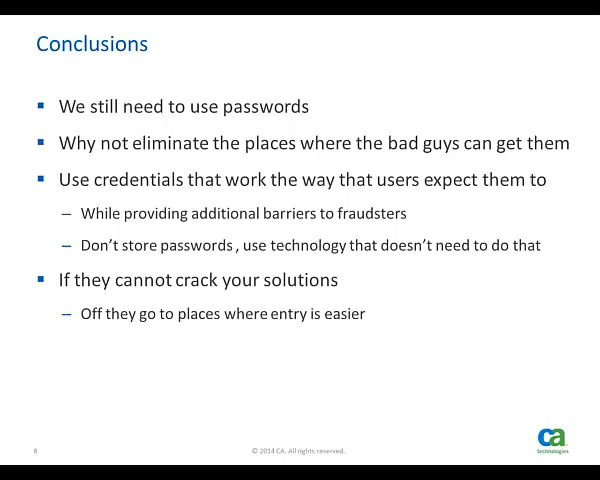 Conclusions
We still need to use passwords
Why not eliminate the places where the bad guys can get them
Use credentials that work the way that users expect them to
– While providing additional barriers to fraudsters
– Don't store passwords , use technology that doesn't need to do that
If they cannot crack your solutions
– Off they go to places where entry is easier
ca
technologies
8
© 2014 CA. All rights reserved.